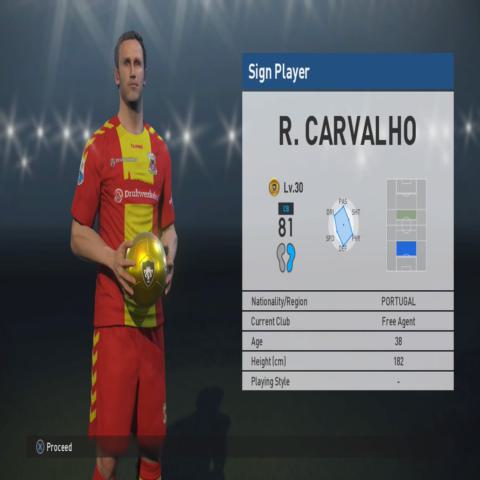 Sign Player
R. CARVALHO
Lv.30
CB
81
PAS
DRI SHT
SPD PHY
DEF
Nationality/Region PORTUGAL
Current Club Free Agent
Age 38
Height (cm) 182
Playing Style -
Proceed